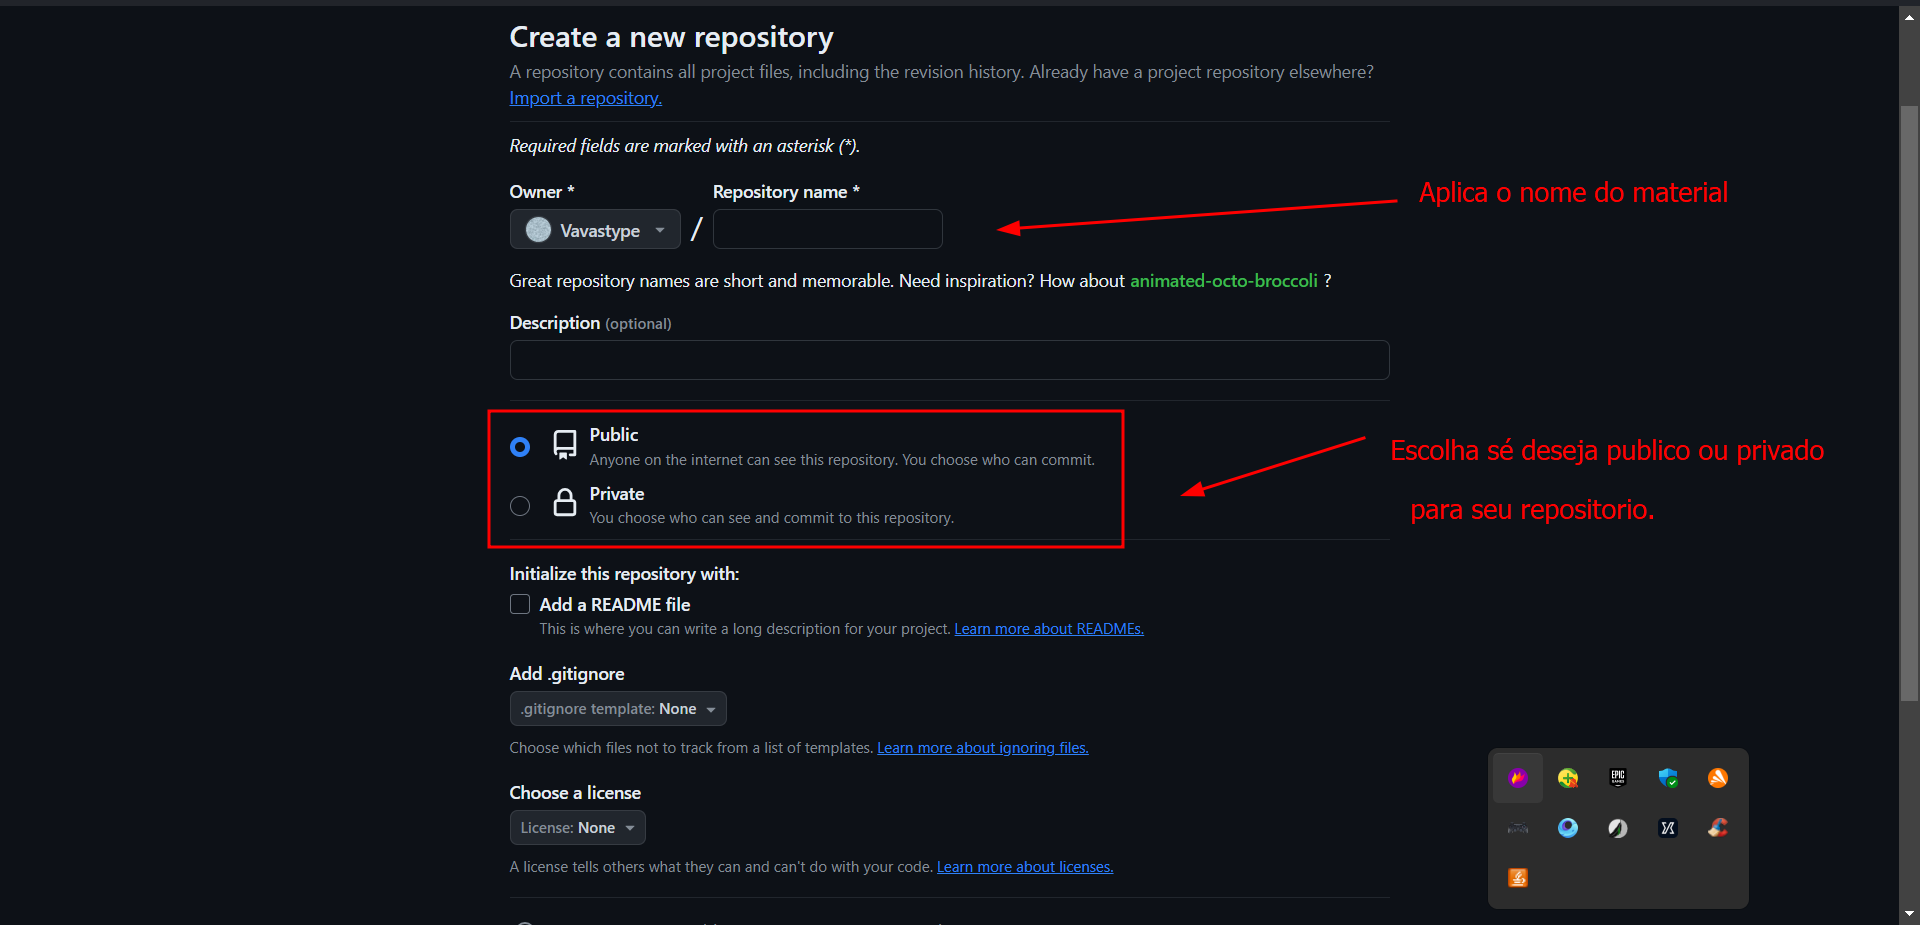 Create a new repository
A repository contains all project files, including the revision history. Already have a project repository elsewhere?
Import a repository.
Required fields are marked with an asterisk (*).
Owner * Repository name *
Aplica o nome do material
Vavastype /
Great repository names are short and memorable. Need inspiration? How about animated-octo-broccoli ?
Description (optional)
Public
Anyone on the internet can see this repository. You choose who can commit.
Escolha sé deseja publico ou privado
Private
You choose who can see and commit to this repository.
para seu repositorio.
Initialize this repository with:
Add a README file
This is where you can write a long description for your project. Learn more about READMEs.
Add .gitignore
.gitignore template: None
Choose which files not to track from a list of templates. Learn more about ignoring files.
EPIC
GAMES
Choose a license
License: None
A license tells others what they can and can't do with your code. Learn more about licenses.